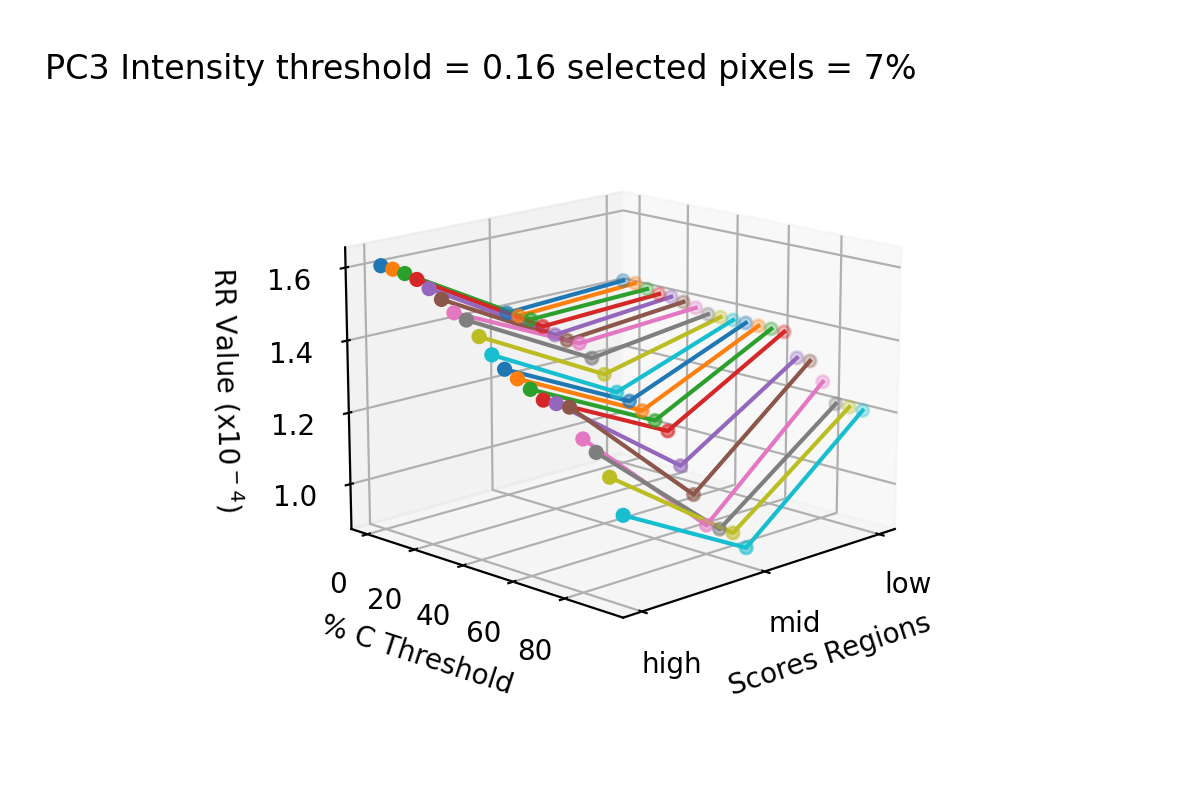 PC3 Intensity threshold = 0.16 selected pixels = 7%
RR Value (x10⁻⁴)
1.6
1.4
1.2
1.0
0
20
40
60
80
% C Threshold
high
mid
low
Scores Regions